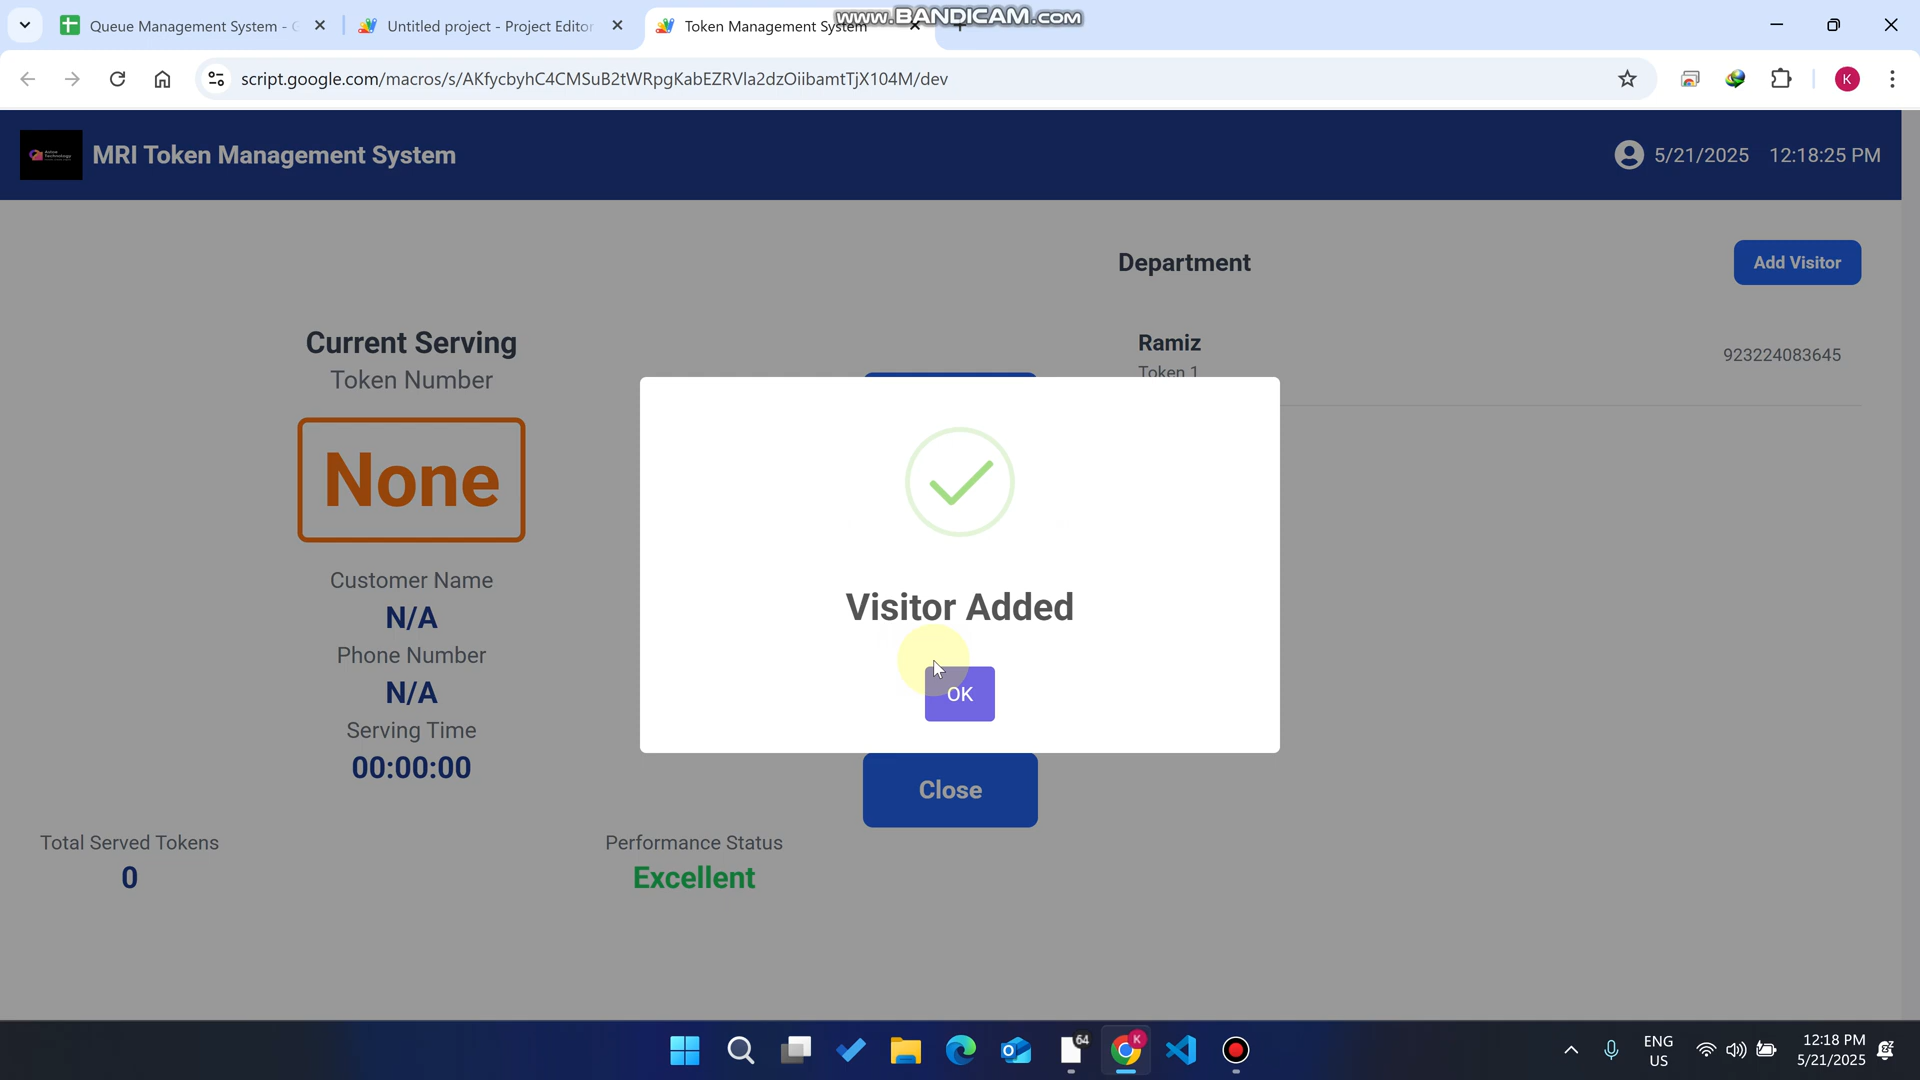 Queue Management System -
Untitled project - Project Editor
Token Management System
www.BANDICAM.com
script.google.com/macros/s/AKfycbyhC4CMSuB2tWRpgKabEZRVla2dzOiibamtTjX104M/dev
K
MRI Token Management System
5/21/2025 12:18:25 PM
Department
Add Visitor
Current Serving
Token Number
None
Customer Name
N/A
Phone Number
N/A
Serving Time
00:00:00
Ramiz
Token 1
923224083645
Visitor Added
OK
Close
Total Served Tokens
0
Performance Status
Excellent
64
K
ENG
US
12:18 PM
5/21/2025